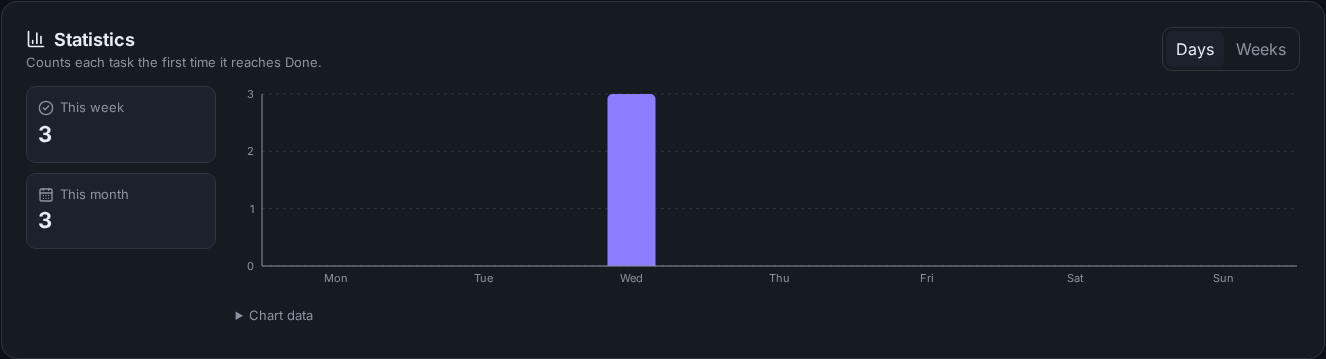 Statistics
Counts each task the first time it reaches Done.
Days Weeks
This week
3
This month
3
3
2
1
0
Mon Tue Wed Thu Fri Sat Sun
Chart data